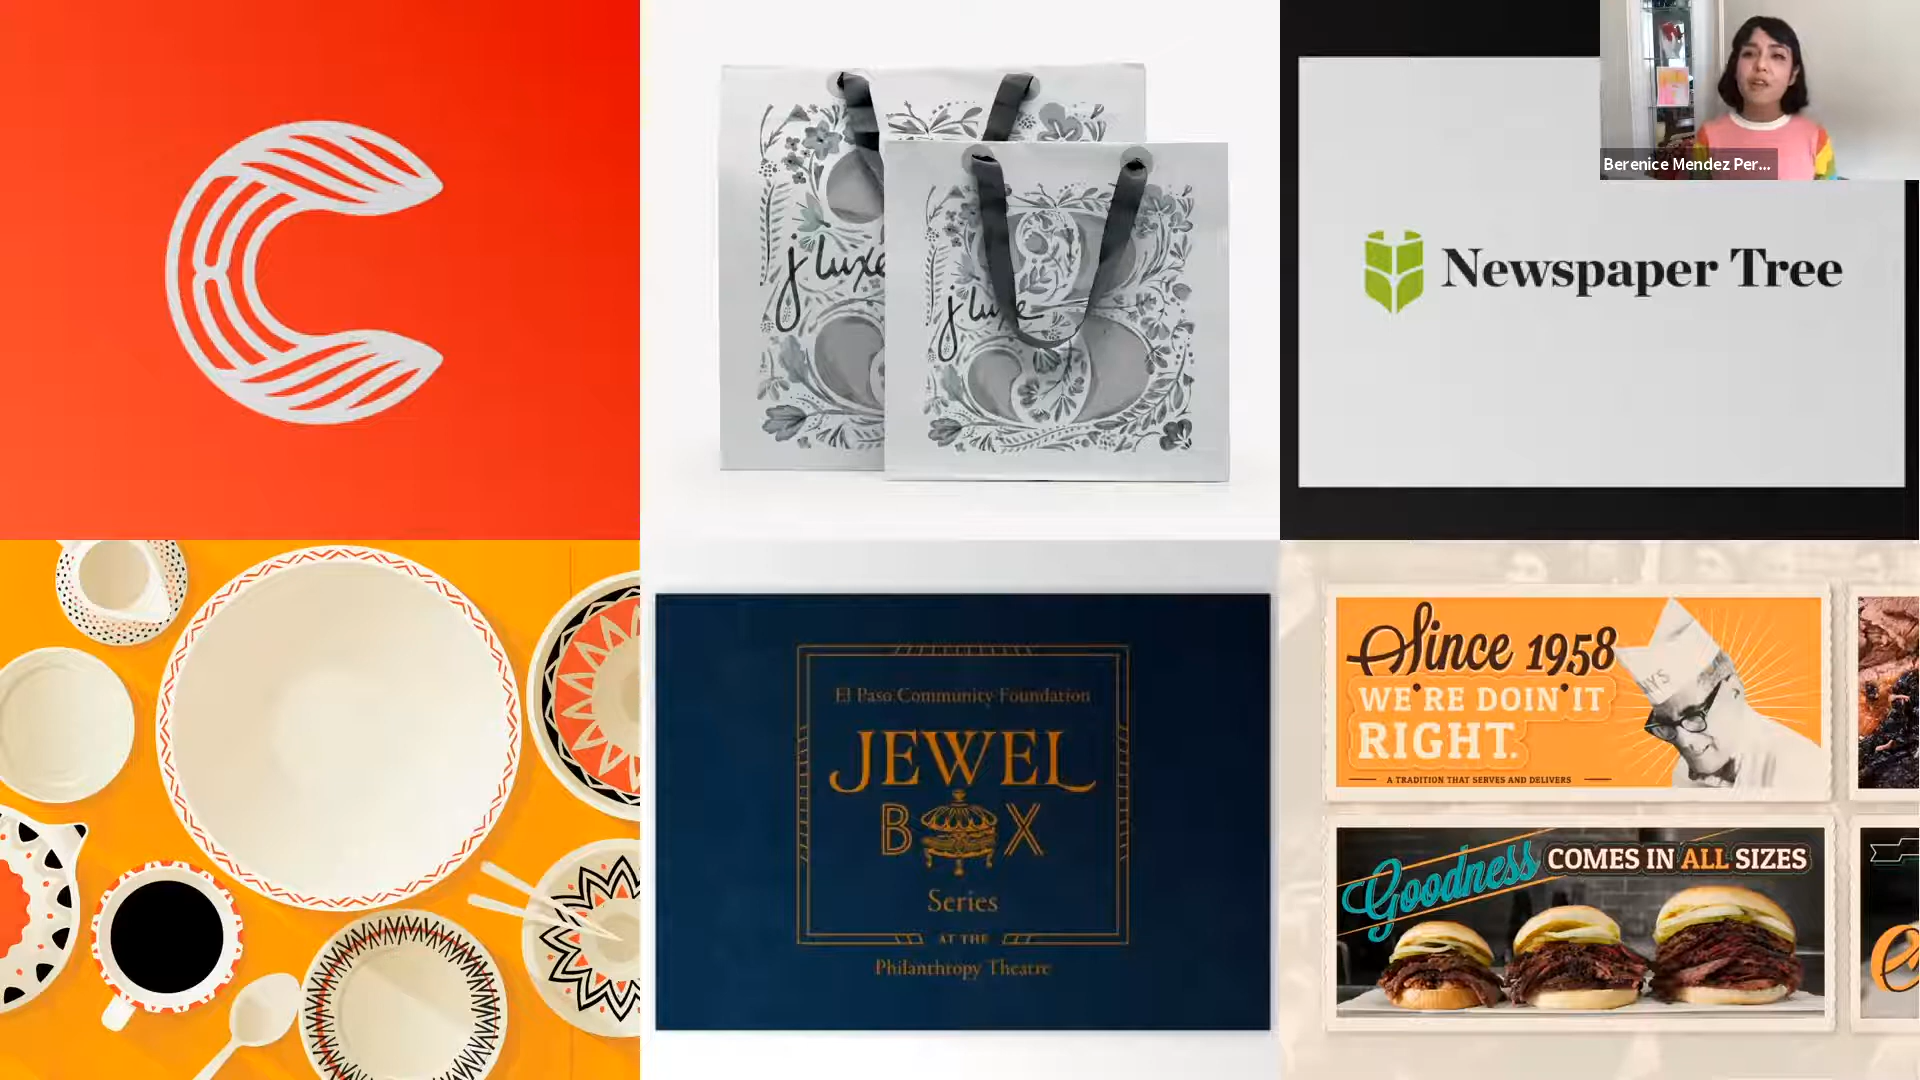 C
j luxe
j luxe
Newspaper Tree
Berenice Mendez Per...
El Paso Community Foundation
JEWEL
BOX
Series
AT THE
Philanthropy Theatre
Since 1958
WE'RE DOIN' IT
RIGHT.
A TRADITION THAT SERVES AND DELIVERS
Goodness COMES IN ALL SIZES